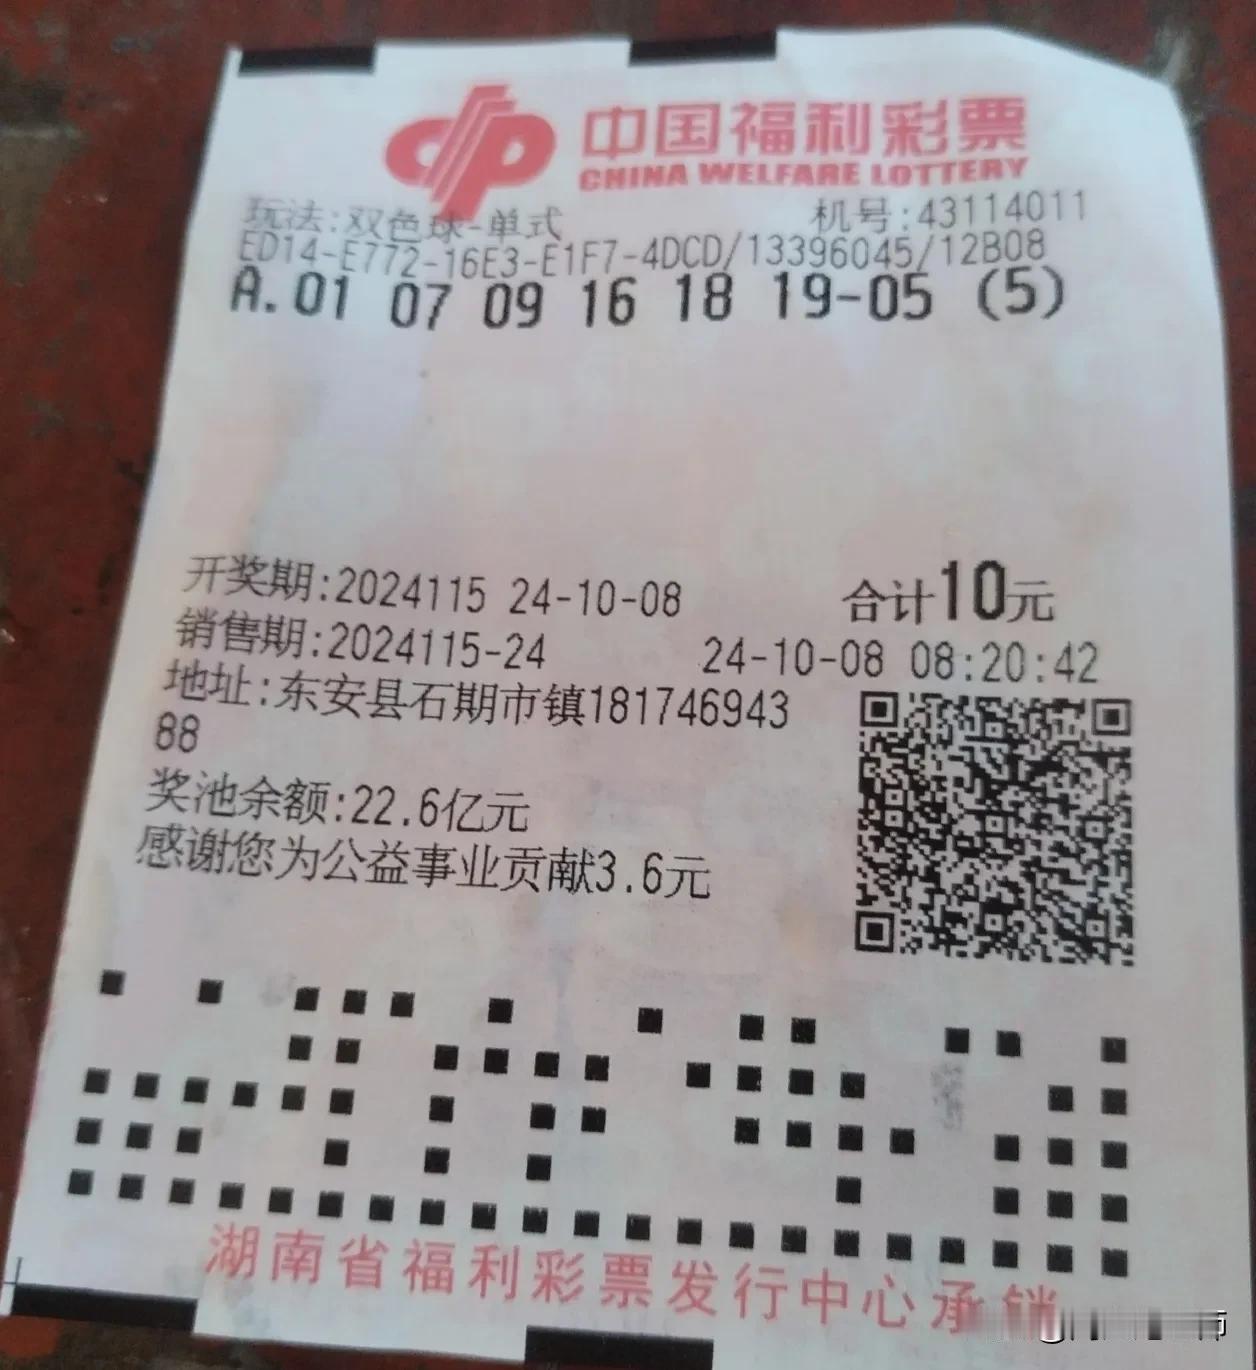 中国福利彩票
CHINA WELFARE LOTTERY
玩法:双色球-单式 机号:43114011
ED14-E772-16E3-E1F7-4DCD/13396045/12B08
A.01 07 09 16 18 19-05 (5)
开奖期:2024115 24-10-08 合计10元
销售期:2024115-24 24-10-08 08:20:42
地址:东安县石期市镇181746943
88
奖池余额:22.6亿元
感谢您为公益事业贡献3.6元
湖南省福利彩票发行中心承销